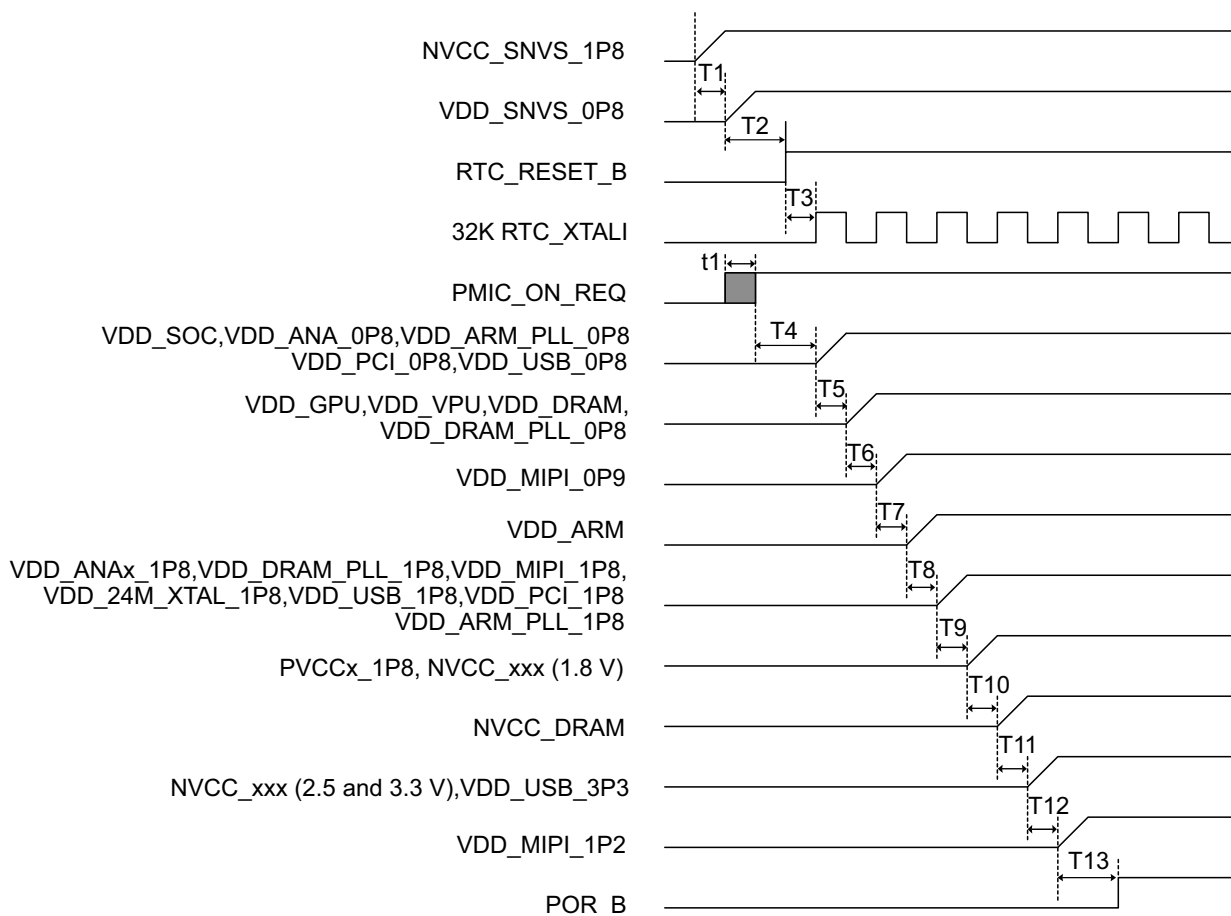 NVCC_SNVS_1P8
T1
VDD_SNVS_0P8
T2
RTC_RESET_B
T3
32K RTC_XTALI
t1
PMIC_ON_REQ
VDD_SOC,VDD_ANA_0P8,VDD_ARM_PLL_0P8
VDD_PCI_0P8,VDD_USB_0P8
T4
T5
VDD_GPU,VDD_VPU,VDD_DRAM,
VDD_DRAM_PLL_0P8
T6
VDD_MIPI_0P9
T7
VDD_ARM
T8
VDD_ANAx_1P8,VDD_DRAM_PLL_1P8,VDD_MIPI_1P8,
VDD_24M_XTAL_1P8,VDD_USB_1P8,VDD_PCI_1P8
VDD_ARM_PLL_1P8
T9
PVCCx_1P8, NVCC_xxx (1.8 V)
T10
NVCC_DRAM
T11
NVCC_xxx (2.5 and 3.3 V),VDD_USB_3P3
T12
VDD_MIPI_1P2
T13
POR_B